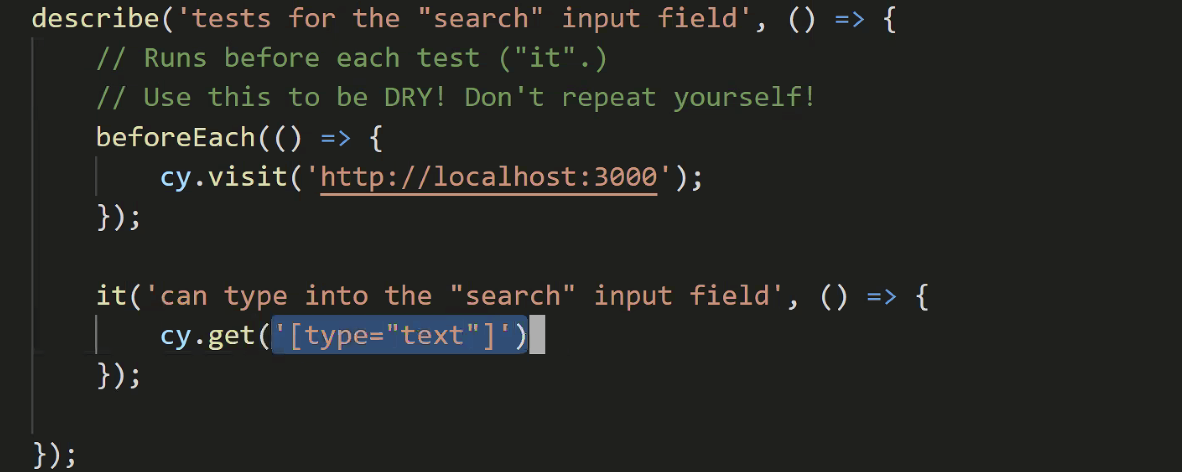 describe('tests for the "search" input field', () => {
// Runs before each test ("it".)
// Use this to be DRY! Don't repeat yourself!
beforeEach(() => {
cy.visit('http://localhost:3000');
});
it('can type into the "search" input field', () => {
cy.get('[type="text"]')
});
});